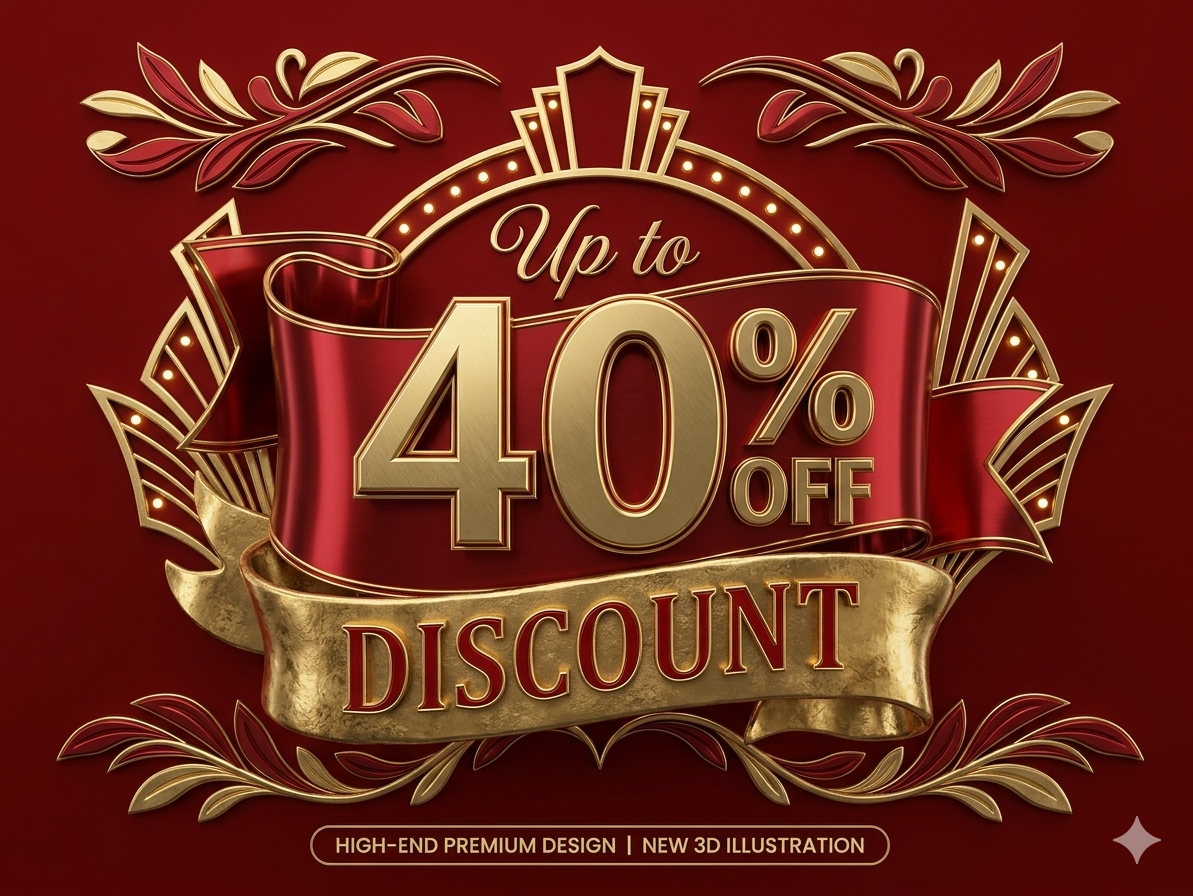 Up to
40%
OFF
DISCOUNT
HIGH-END PREMIUM DESIGN | NEW 3D ILLUSTRATION